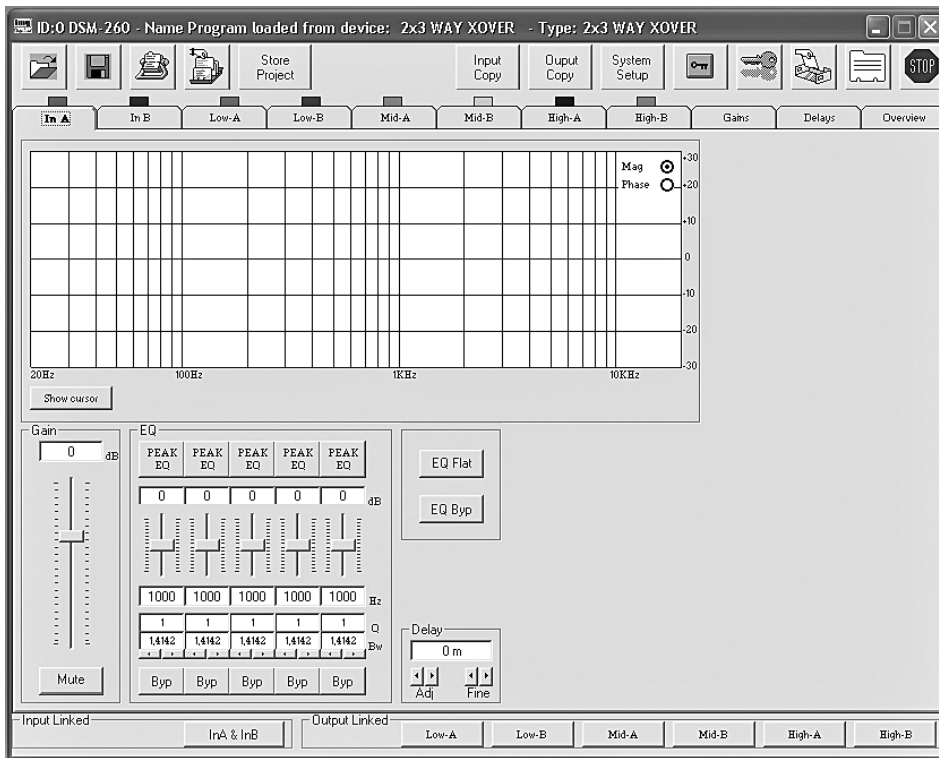 ID:0 DSM-260 - Name Program loaded from device: 2x3 WAY XOVER - Type: 2x3 WAY XOVER
Store Project
Input Copy
Ouput Copy
System Setup
STOP
In A In B Low-A Low-B Mid-A Mid-B High-A High-B Gains Delays Overview
Mag
Phase
+30
+20
+10
0
-10
-20
-30
20Hz 100Hz 1KHz 10KHz
Show cursor
Gain
0 dB
Mute
EQ
PEAK EQ PEAK EQ PEAK EQ PEAK EQ PEAK EQ
0 0 0 0 0 dB
1000 1000 1000 1000 1000 Hz
1 1 1 1 1 Q
1,4142 1,4142 1,4142 1,4142 1,4142 Bw
Byp Byp Byp Byp Byp
EQ Flat
EQ Byp
Delay
0 m
Adj Fine
Input Linked
InA & InB
Output Linked
Low-A Low-B Mid-A Mid-B High-A High-B